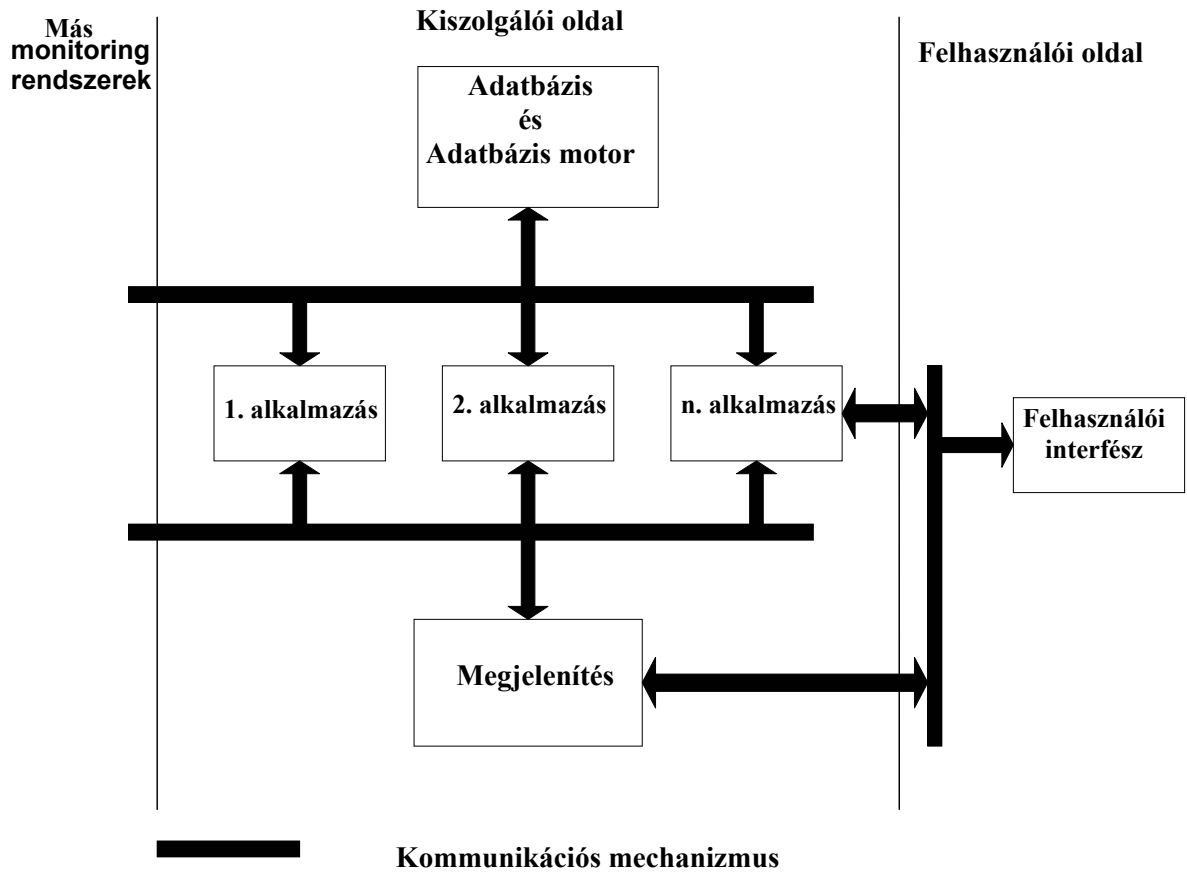 Más
monitoring
rendszerek
Kiszolgálói oldal
Felhasználói oldal
Adatbázis
és
Adatbázis motor
1. alkalmazás
2. alkalmazás
n. alkalmazás
Felhasználói
interfész
Megjelenítés
Kommunikációs mechanizmus